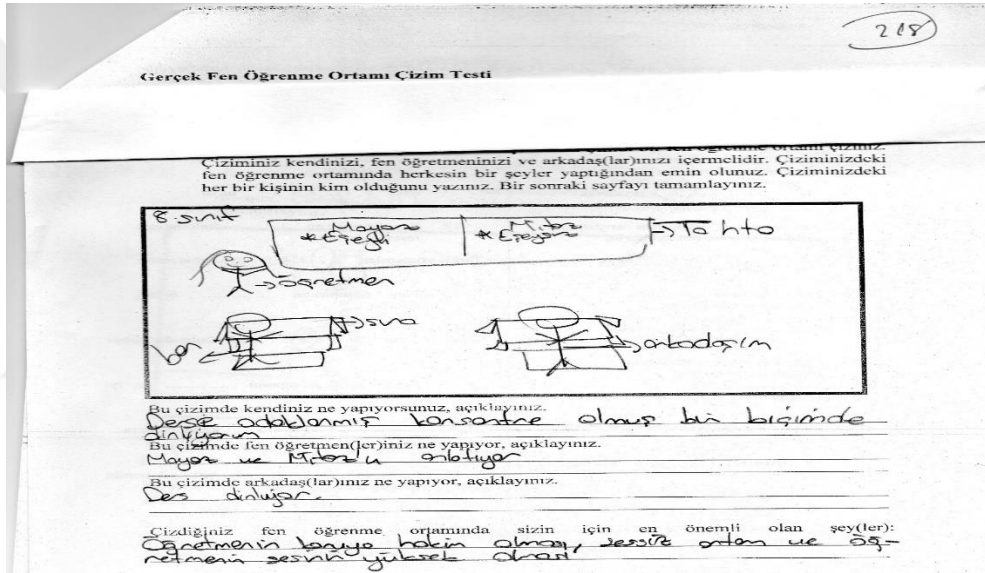 218
Gerçek Fen Öğrenme Ortamı Çizim Testi
Çiziminiz kendinizi, fen öğretmeninizi ve arkadaş(lar)ınızı içermelidir. Çiziminizdeki
fen öğrenme ortamında herkesin bir şeyler yaptığından emin olunuz. Çiziminizdeki
her bir kişinin kim olduğunu yazınız. Bir sonraki sayfayı tamamlayınız.
8. sınıf
Mayoz Mitoz
*Eşeyli *Eşeysiz → Tahta
→ öğretmen
ben → sıra → arkadaşım
Bu çizimde kendiniz ne yapıyorsunuz, açıklayınız.
Derse odaklanmış konsantre olmuş bir biçimde
dinliyorum
Bu çizimde fen öğretmen(ler)iniz ne yapıyor, açıklayınız.
Mayoz ve Mitoz'u anlatıyor
Bu çizimde arkadaş(lar)ınız ne yapıyor, açıklayınız.
Ders dinliyor.
Çizdiğiniz fen öğrenme ortamında sizin için en önemli olan şey(ler):
Öğretmenin konuya hakim olması, sessiz ortam ve öğ-
retmenin sesinin yüksek olması